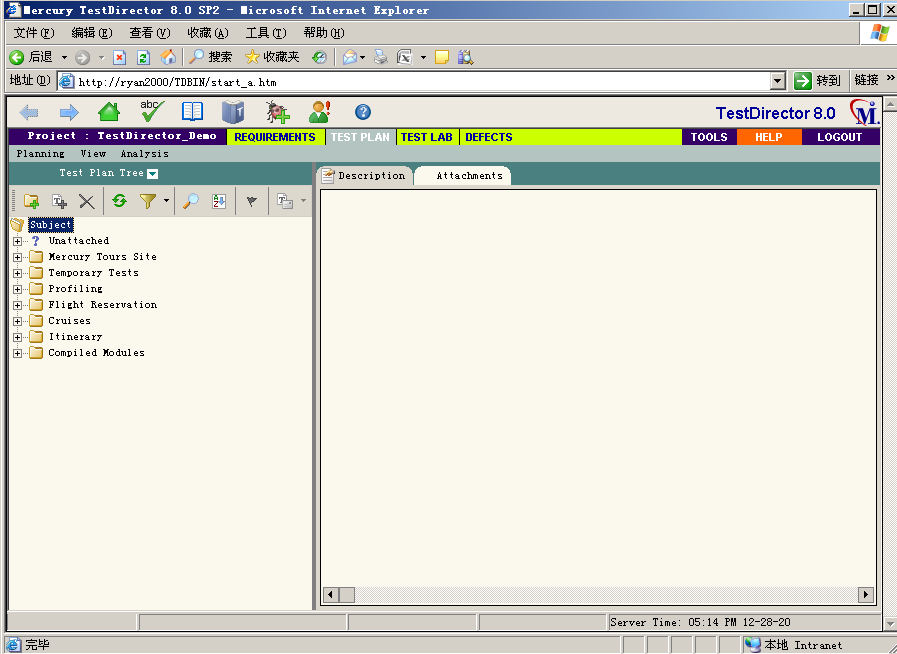 Mercury TestDirector 8.0 SP2 - Microsoft Internet Explorer
文件(F) 编辑(E) 查看(V) 收藏(A) 工具(T) 帮助(H)
后退 搜索 收藏夹
地址(D) http://ryan2000/TDBIN/start_a.htm 转到 链接 »
abc ? TestDirector 8.0 M
Project : TestDirector_Demo REQUIREMENTS TEST PLAN TEST LAB DEFECTS TOOLS HELP LOGOUT
Planning View Analysis
Test Plan Tree
Description Attachments
Subject
? Unattached
Mercury Tours Site
Temporary Tests
Profiling
Flight Reservation
Cruises
Itinerary
Compiled Modules
Server Time: 05:14 PM 12-28-20
完毕 本地 Intranet